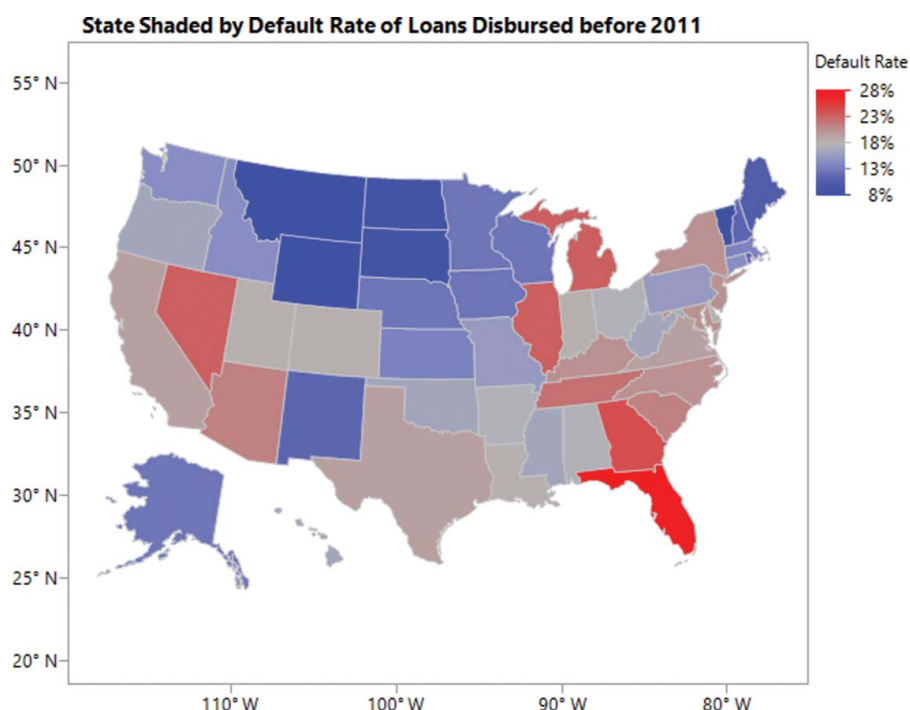 State Shaded by Default Rate of Loans Disbursed before 2011
Default Rate
28%
23%
18%
13%
8%
55° N
50° N
45° N
40° N
35° N
30° N
25° N
20° N
110° W 100° W 90° W 80° W